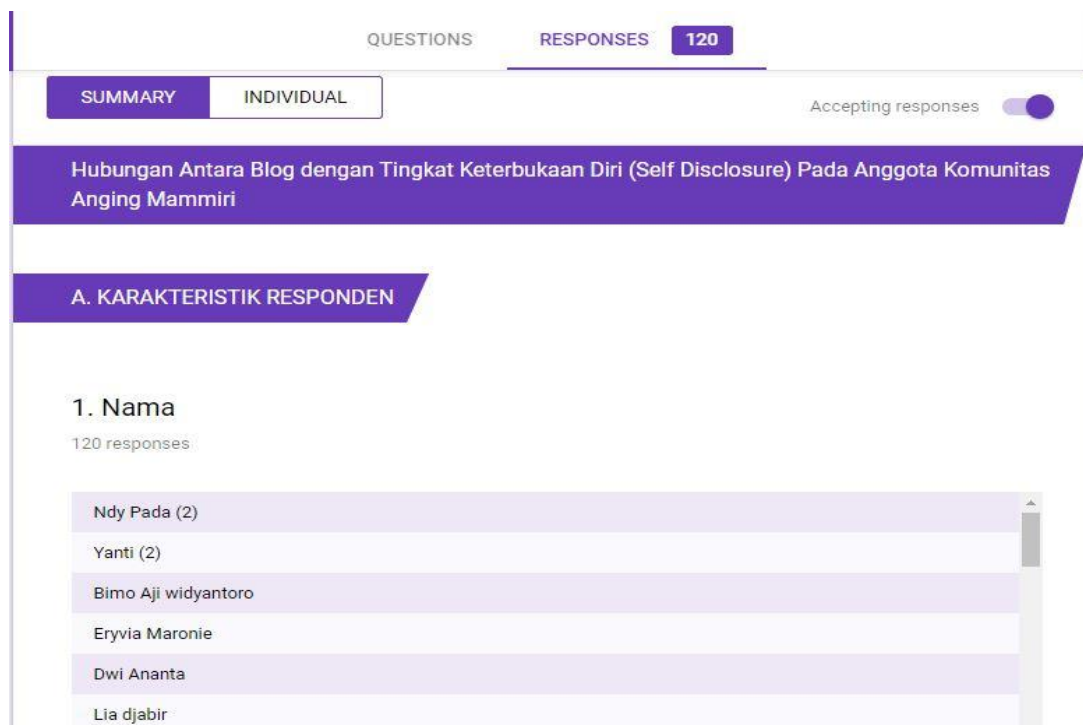 QUESTIONS RESPONSES 120
SUMMARY INDIVIDUAL Accepting responses
Hubungan Antara Blog dengan Tingkat Keterbukaan Diri (Self Disclosure) Pada Anggota Komunitas
Anging Mammiri
A. KARAKTERISTIK RESPONDEN
1. Nama
120 responses
Ndy Pada (2)
Yanti (2)
Bimo Aji widyantoro
Eryvia Maronie
Dwi Ananta
Lia djabir